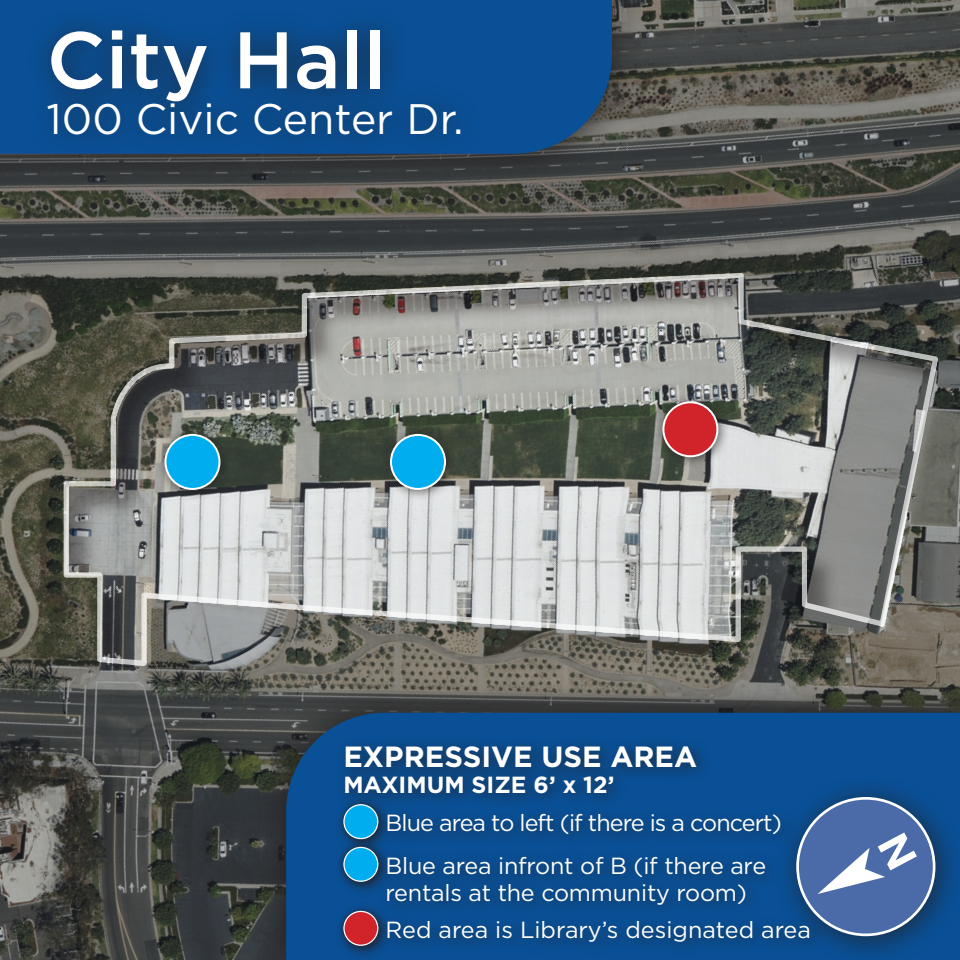 City Hall
100 Civic Center Dr.
EXPRESSIVE USE AREA
MAXIMUM SIZE 6’ x 12’
Blue area to left (if there is a concert)
Blue area infront of B (if there are
rentals at the community room)
Red area is Library’s designated area
N